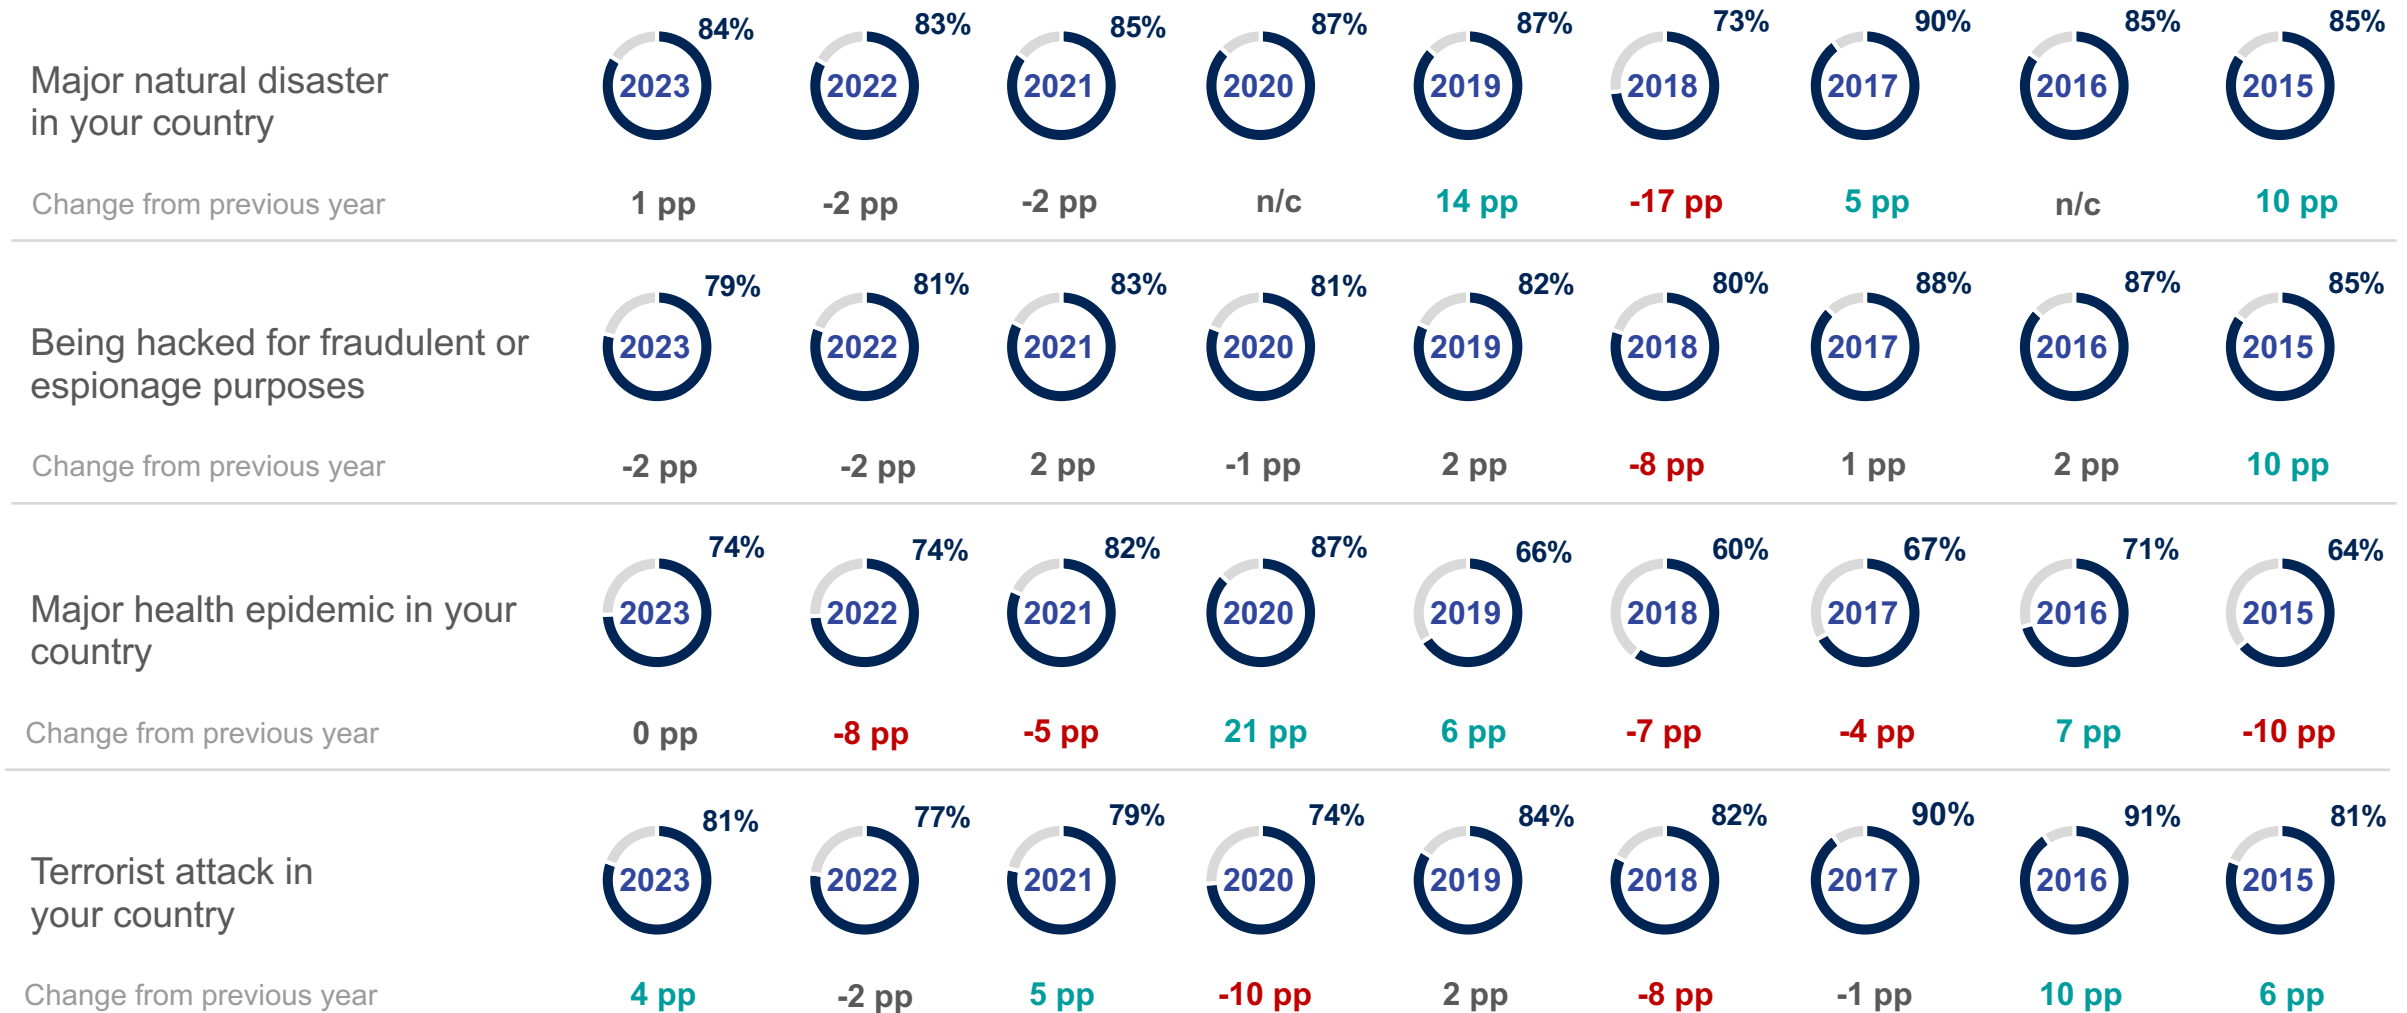 84% 83% 85% 87% 87% 73% 90% 85% 85%
Major natural disaster
in your country
2023 2022 2021 2020 2019 2018 2017 2016 2015
Change from previous year 1 pp -2 pp -2 pp n/c 14 pp -17 pp 5 pp n/c 10 pp
79% 81% 83% 81% 82% 80% 88% 87% 85%
Being hacked for fraudulent or
espionage purposes
2023 2022 2021 2020 2019 2018 2017 2016 2015
Change from previous year -2 pp -2 pp 2 pp -1 pp 2 pp -8 pp 1 pp 2 pp 10 pp
74% 74% 82% 87% 66% 60% 67% 71% 64%
Major health epidemic in your
country
2023 2022 2021 2020 2019 2018 2017 2016 2015
Change from previous year 0 pp -8 pp -5 pp 21 pp 6 pp -7 pp -4 pp 7 pp -10 pp
81% 77% 79% 74% 84% 82% 90% 91% 81%
Terrorist attack in
your country
2023 2022 2021 2020 2019 2018 2017 2016 2015
Change from previous year 4 pp -2 pp 5 pp -10 pp 2 pp -8 pp -1 pp 10 pp 6 pp